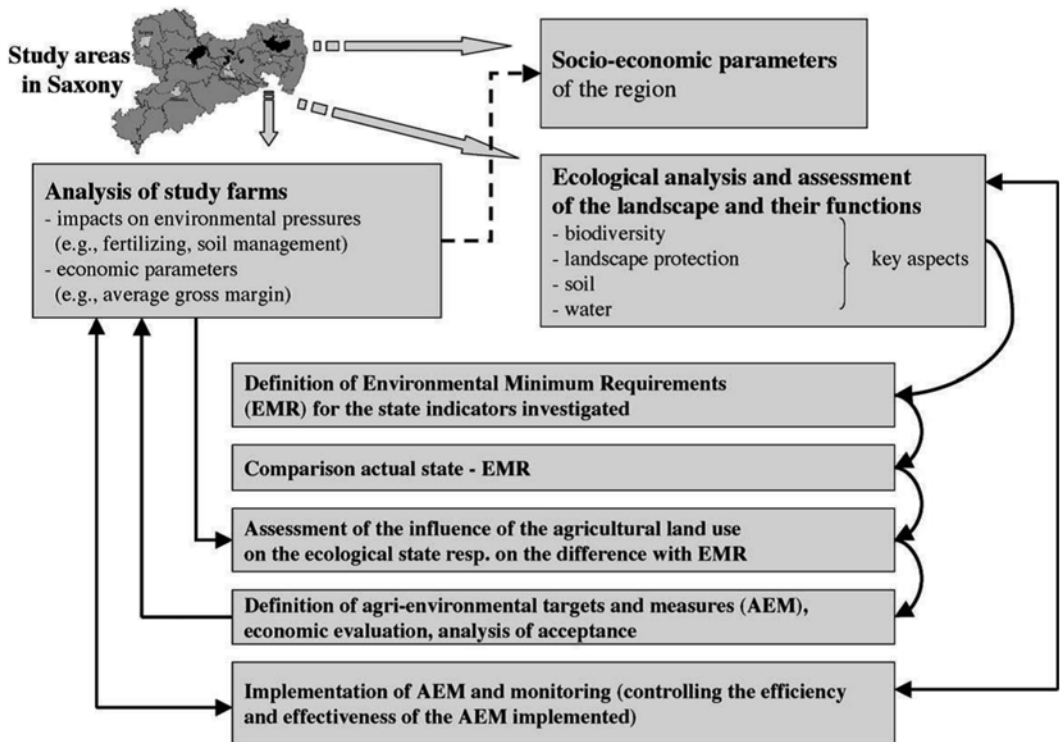 Study areas
in Saxony
Socio-economic parameters
of the region
Analysis of study farms
- impacts on environmental pressures
(e.g., fertilizing, soil management)
- economic parameters
(e.g., average gross margin)
Ecological analysis and assessment
of the landscape and their functions
- biodiversity
- landscape protection
- soil
- water
key aspects
Definition of Environmental Minimum Requirements
(EMR) for the state indicators investigated
Comparison actual state - EMR
Assessment of the influence of the agricultural land use
on the ecological state resp. on the difference with EMR
Definition of agri-environmental targets and measures (AEM),
economic evaluation, analysis of acceptance
Implementation of AEM and monitoring (controlling the efficiency
and effectiveness of the AEM implemented)